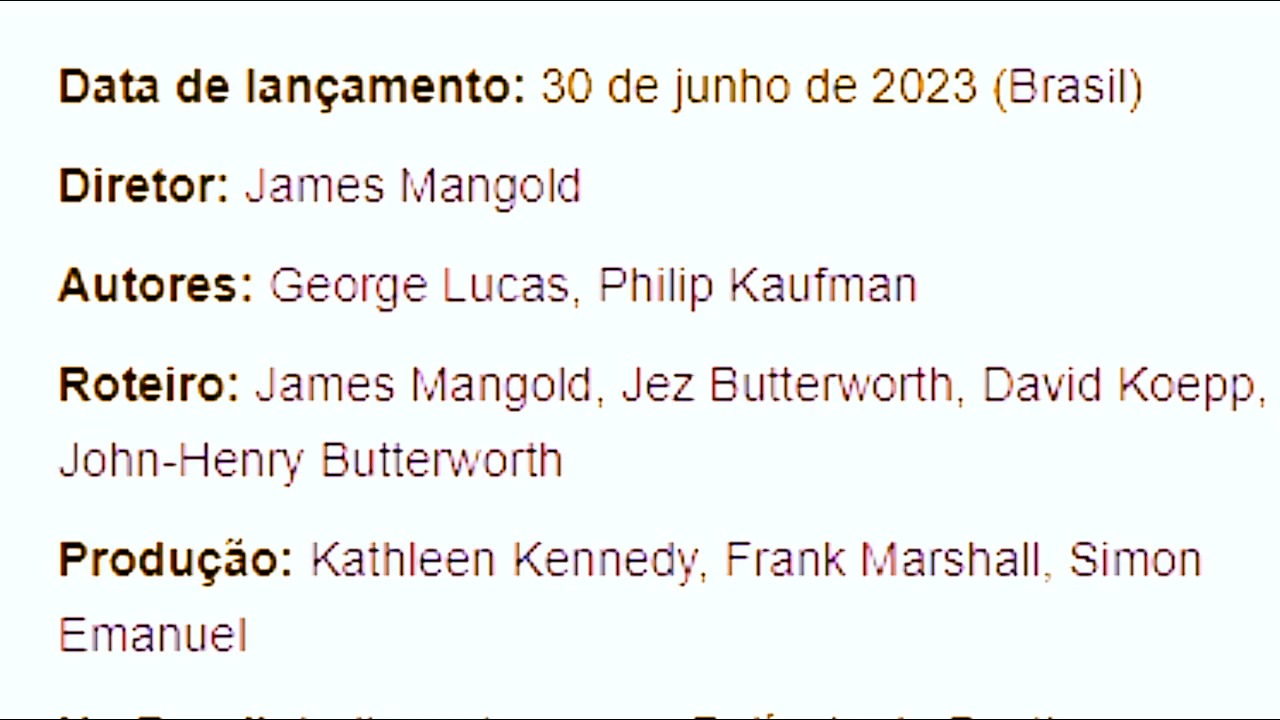 Data de lançamento: 30 de junho de 2023 (Brasil)
Diretor: James Mangold
Autores: George Lucas, Philip Kaufman
Roteiro: James Mangold, Jez Butterworth, David Koepp,
John-Henry Butterworth
Produção: Kathleen Kennedy, Frank Marshall, Simon
Emanuel